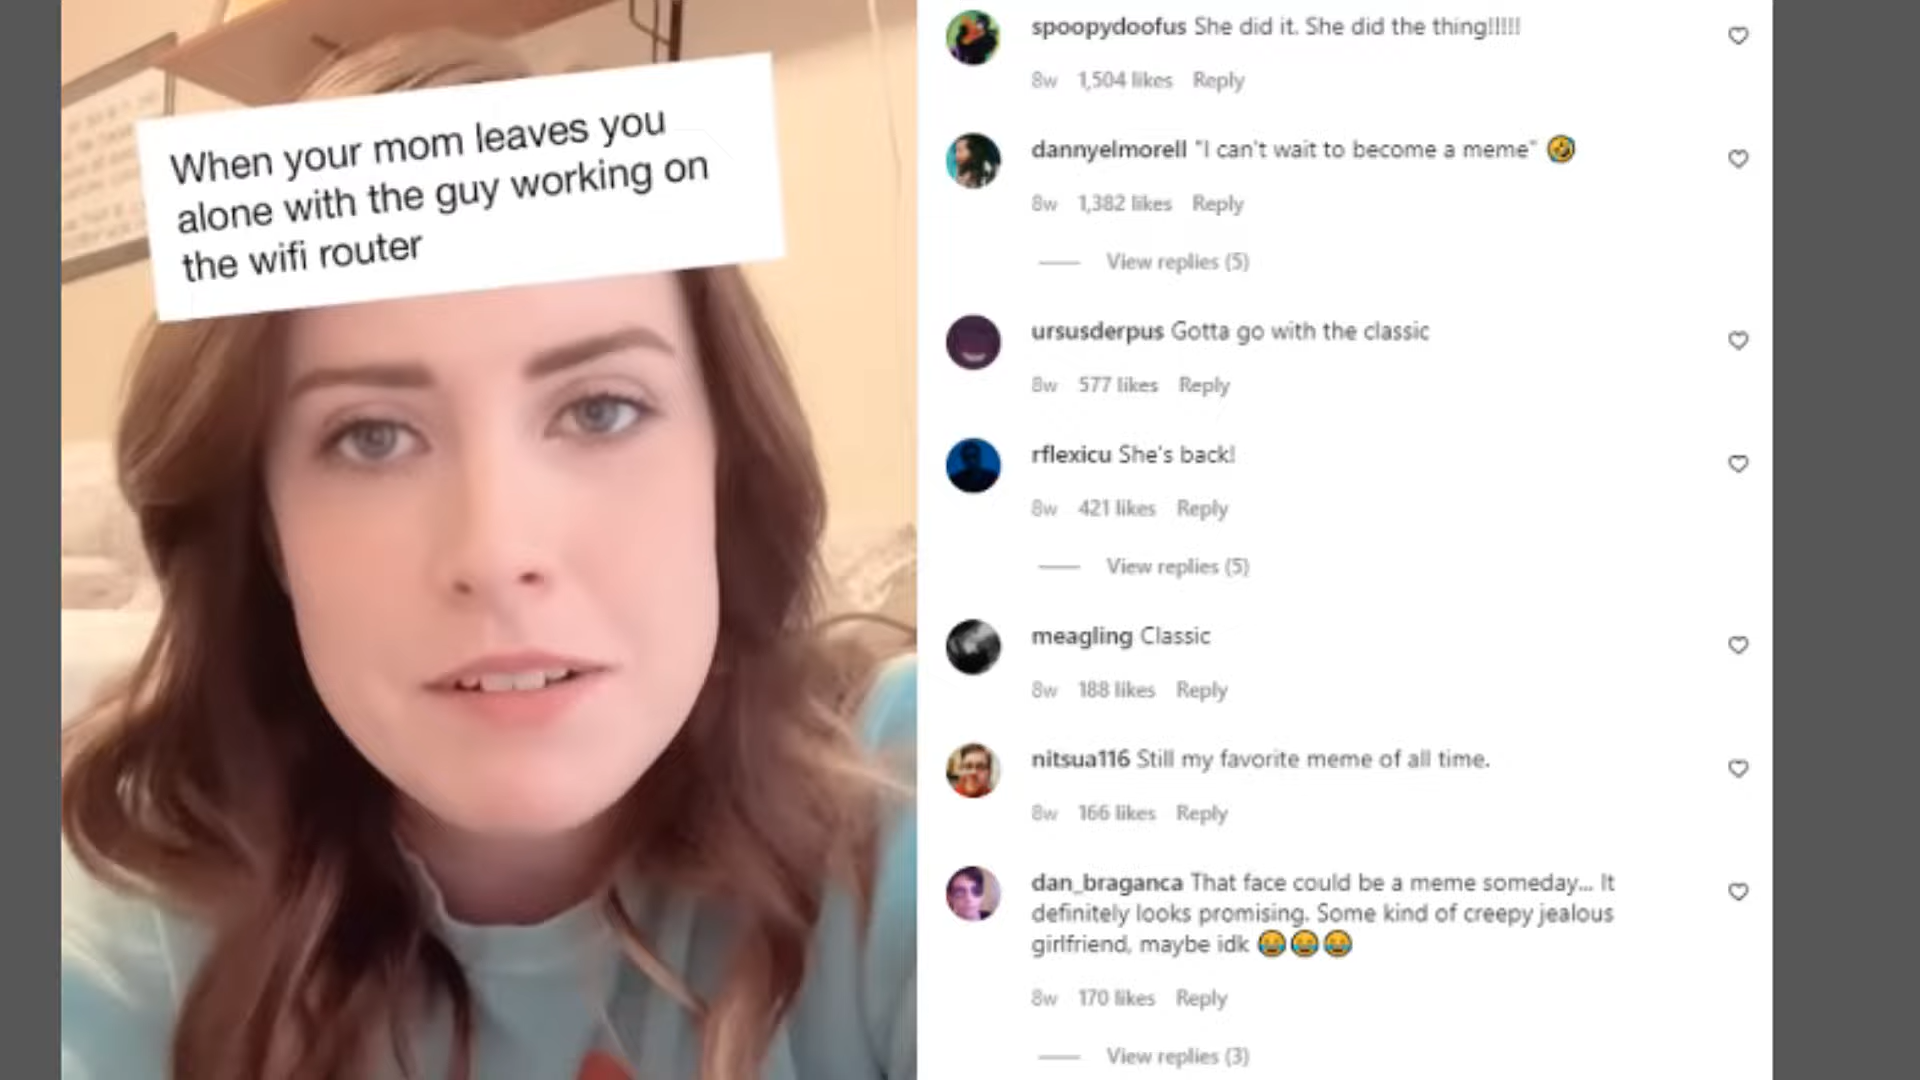 When your mom leaves you
alone with the guy working on
the wifi router
spoopydoofus She did it. She did the thing!!!!!
8w 1,504 likes Reply
dannyelmorell "I can't wait to become a meme" 🤣
8w 1,382 likes Reply
View replies (5)
ursusderpus Gotta go with the classic
8w 577 likes Reply
rflexicu She's back!
8w 421 likes Reply
View replies (5)
meagling Classic
8w 188 likes Reply
nitsua116 Still my favorite meme of all time.
8w 166 likes Reply
dan_braganca That face could be a meme someday... It
definitely looks promising. Some kind of creepy jealous
girlfriend, maybe idk 😂😂😂
8w 170 likes Reply
View replies (3)